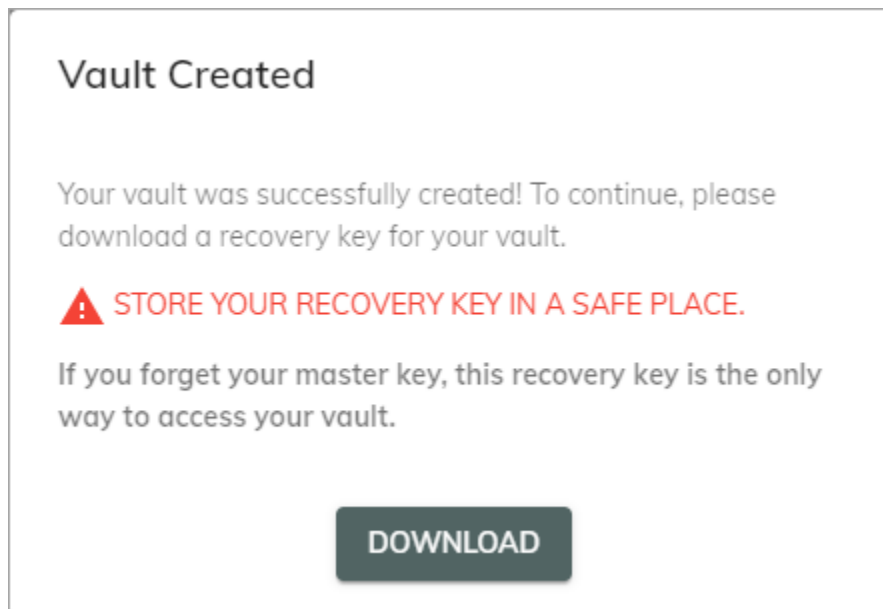 Vault Created
Your vault was successfully created! To continue, please
download a recovery key for your vault.
STORE YOUR RECOVERY KEY IN A SAFE PLACE.
If you forget your master key, this recovery key is the only
way to access your vault.
DOWNLOAD